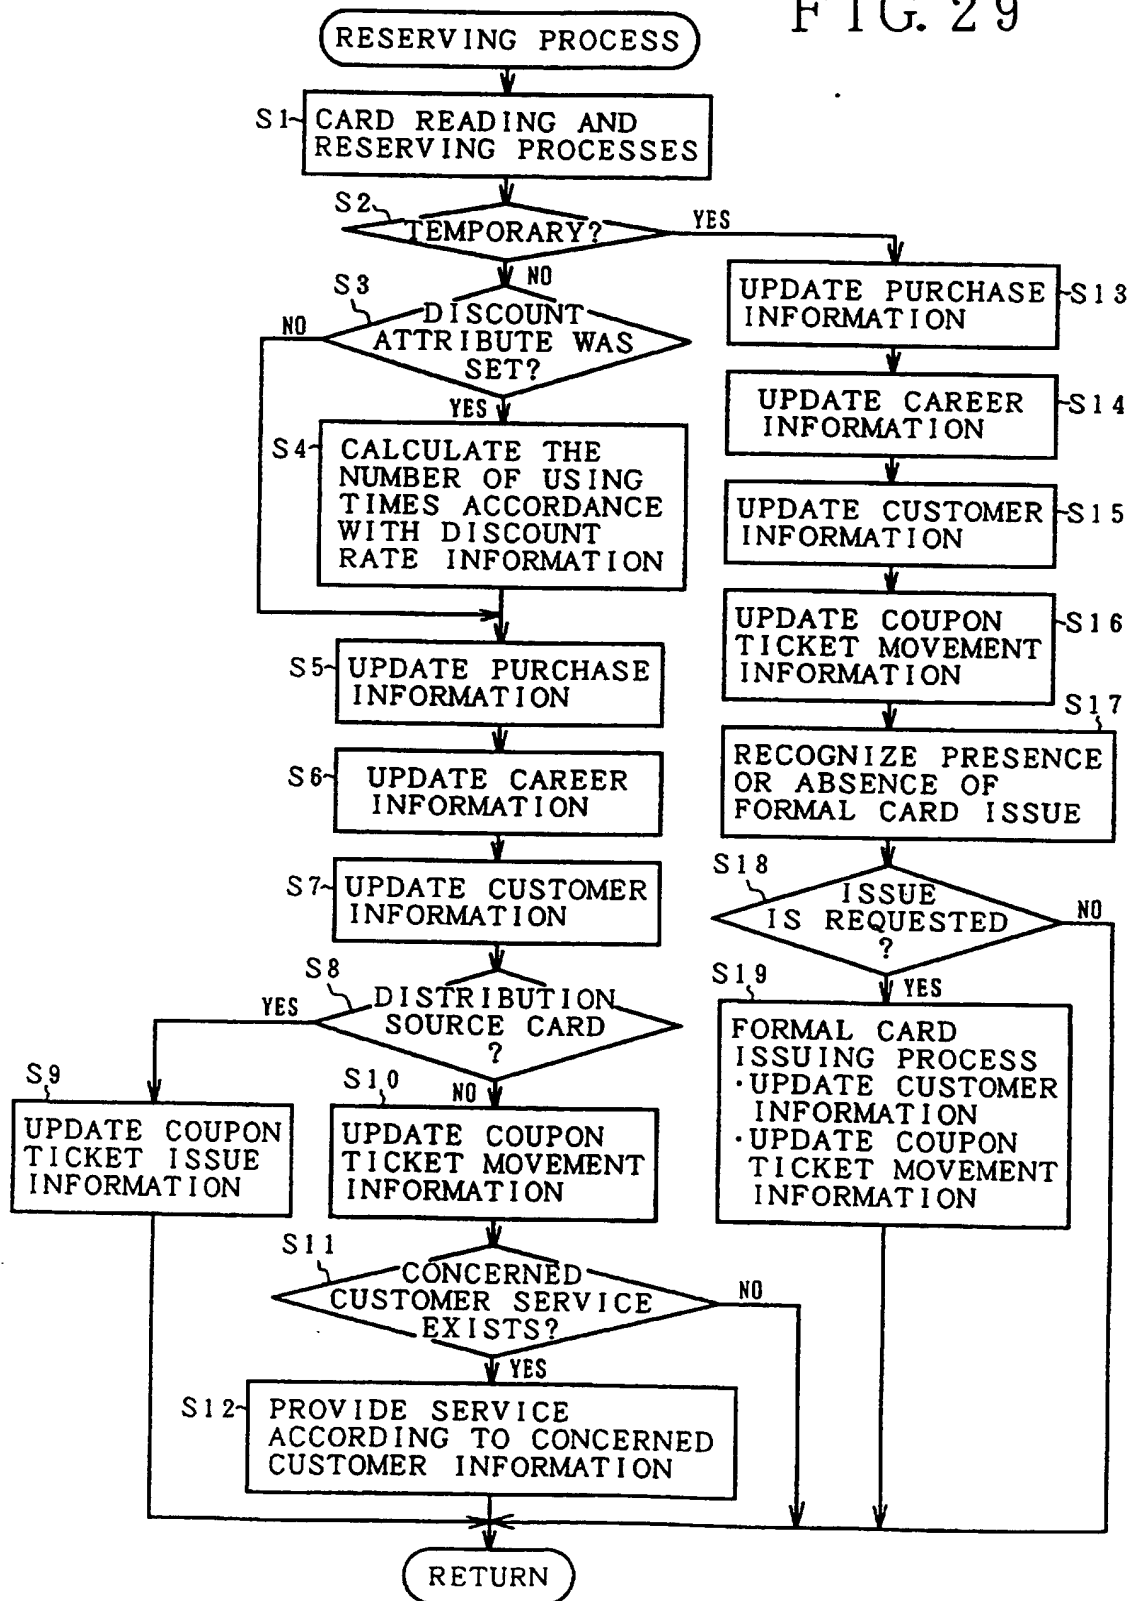 FIG. 29
RESERVING PROCESS
S1
CARD READING AND
RESERVING PROCESSES
S2
TEMPORARY?
YES
NO
S3
DISCOUNT
ATTRIBUTE WAS
SET?
NO
YES
S4
CALCULATE THE
NUMBER OF USING
TIMES ACCORDANCE
WITH DISCOUNT
RATE INFORMATION
S5
UPDATE PURCHASE
INFORMATION
S6
UPDATE CAREER
INFORMATION
S7
UPDATE CUSTOMER
INFORMATION
S8
DISTRIBUTION
SOURCE CARD
?
YES
NO
S9
UPDATE COUPON
TICKET ISSUE
INFORMATION
S10
UPDATE COUPON
TICKET MOVEMENT
INFORMATION
S11
CONCERNED
CUSTOMER SERVICE
EXISTS?
NO
YES
S12
PROVIDE SERVICE
ACCORDING TO CONCERNED
CUSTOMER INFORMATION
S13
UPDATE PURCHASE
INFORMATION
S14
UPDATE CAREER
INFORMATION
S15
UPDATE CUSTOMER
INFORMATION
S16
UPDATE COUPON
TICKET MOVEMENT
INFORMATION
S17
RECOGNIZE PRESENCE
OR ABSENCE OF
FORMAL CARD ISSUE
S18
ISSUE
IS REQUESTED
?
NO
YES
S19
FORMAL CARD
ISSUING PROCESS
·UPDATE CUSTOMER
INFORMATION
·UPDATE COUPON
TICKET MOVEMENT
INFORMATION
RETURN